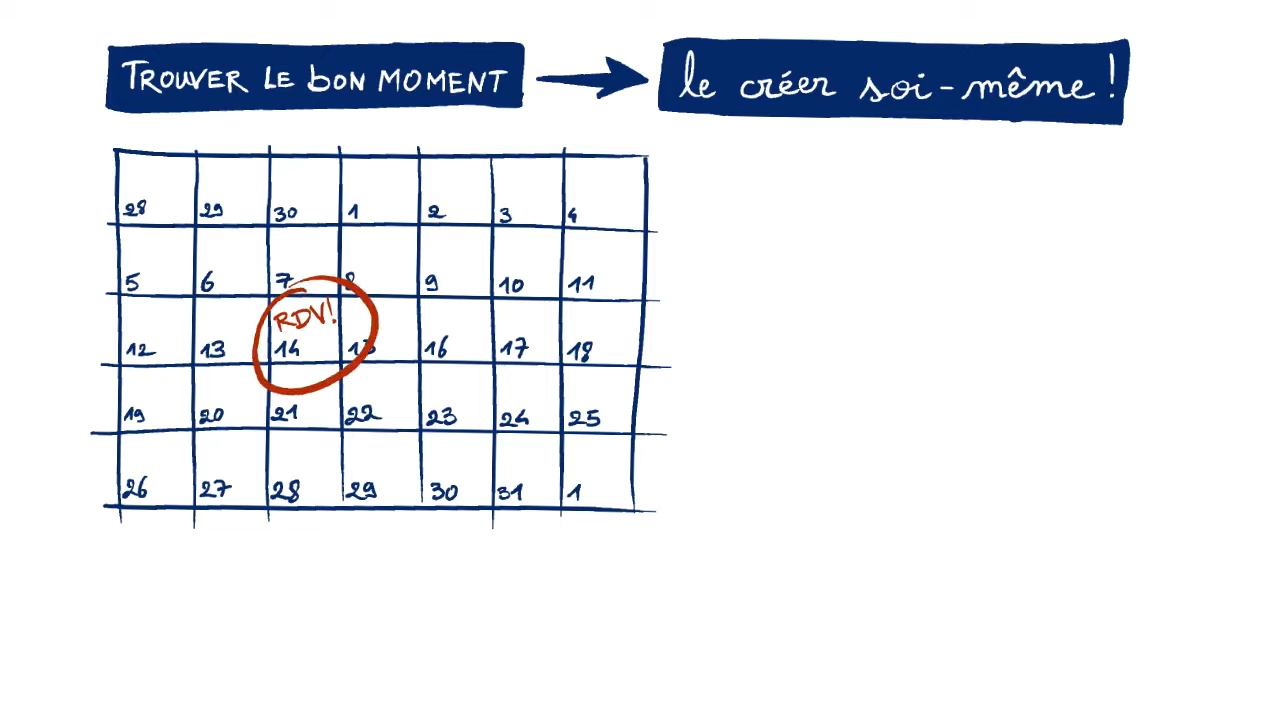 TROUVER LE bON MOMENT
le créer soi-même !
28 29 30 1 2 3 4
5 6 7 8 9 10 11
RDV!
12 13 14 15 16 17 18
19 20 21 22 23 24 25
26 27 28 29 30 31 1